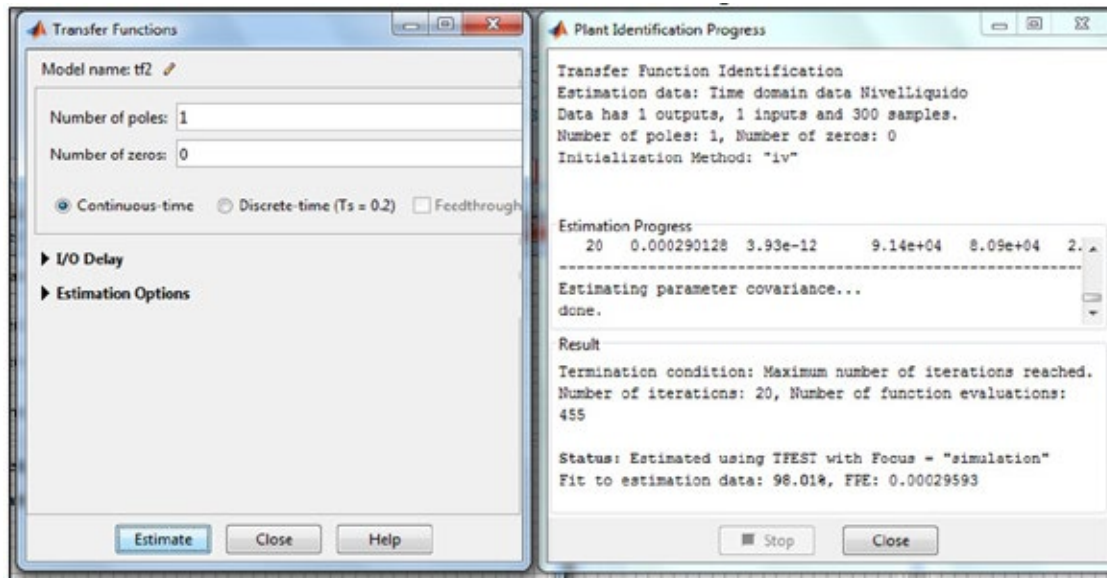 Transfer Functions
Model name: tf2
Number of poles: 1
Number of zeros: 0
Continuous-time Discrete-time (Ts = 0.2) Feedthrough
I/O Delay
Estimation Options
Estimate Close Help
Plant Identification Progress
Transfer Function Identification
Estimation data: Time domain data NivelLiquido
Data has 1 outputs, 1 inputs and 300 samples.
Number of poles: 1, Number of zeros: 0
Initialization Method: "iv"
Estimation Progress
20 0.000290128 3.93e-12 9.14e+04 8.09e+04 2.
------------------------------------------------------------------
Estimating parameter covariance...
done.
Result
Termination condition: Maximum number of iterations reached.
Number of iterations: 20, Number of function evaluations:
455
Status: Estimated using TFEST with Focus = "simulation"
Fit to estimation data: 98.01%, FPE: 0.00029593
Stop Close